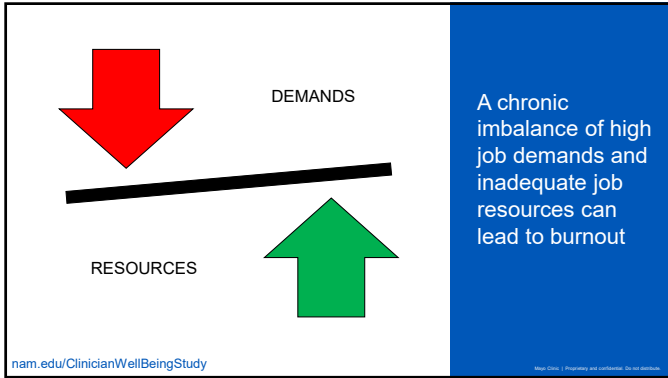 DEMANDS
RESOURCES
nam.edu/ClinicianWellBeingStudy
A chronic
imbalance of high
job demands and
inadequate job
resources can
lead to burnout
Mayo Clinic | Proprietary and confidential. Do not distribute.